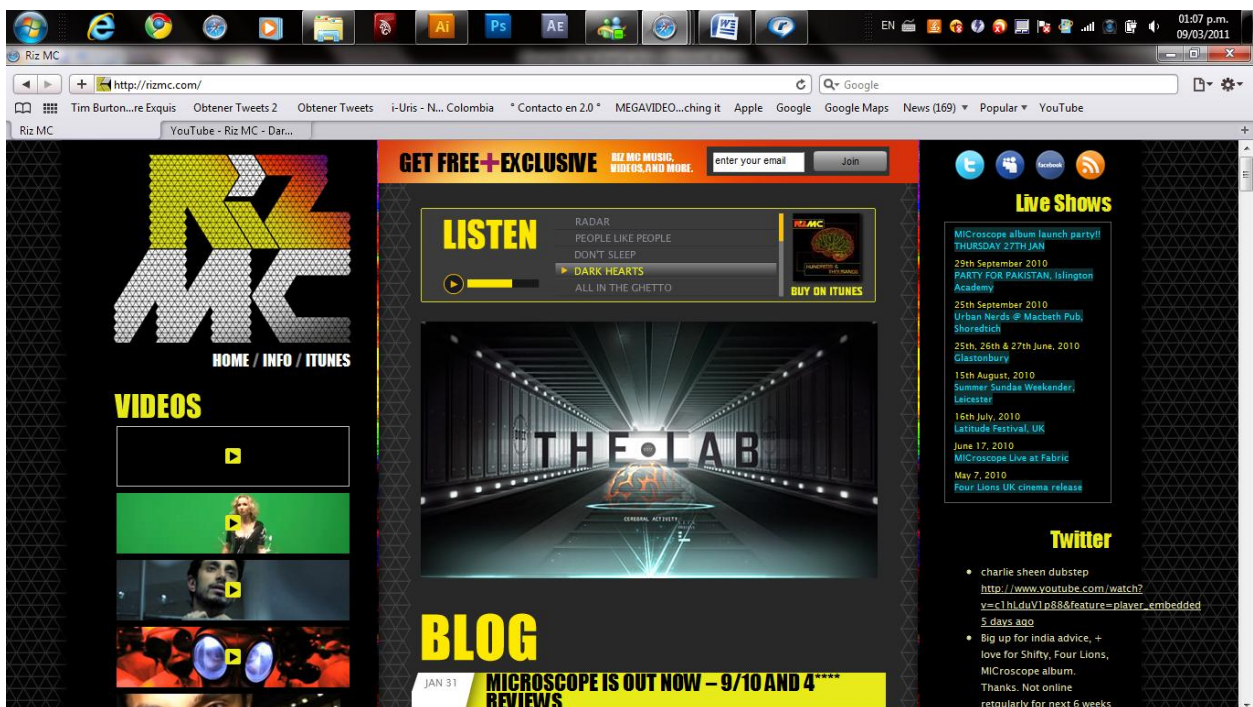 Ai
Ps
AE
EN
01:07 p.m.
09/03/2011
Riz MC
http://rizmc.com/
Google
Tim Burton...re Exquis Obtener Tweets 2 Obtener Tweets i-Uris - N... Colombia ° Contacto en 2.0 ° MEGAVIDEO...ching it Apple Google Google Maps News (169) Popular YouTube
Riz MC YouTube - Riz MC - Dar...
RIZ
MC
HOME / INFO / ITUNES
VIDEOS
GET FREE+EXCLUSIVE RIZ MC MUSIC,
VIDEOS, AND MORE.
enter your email Join
LISTEN
RADAR
PEOPLE LIKE PEOPLE
DON'T SLEEP
DARK HEARTS
ALL IN THE GHETTO
RIZ MC
BUY ON ITUNES
THE LAB
CEREBRAL ACTIVITY
BLOG
JAN 31
MICROSCOPE IS OUT NOW – 9/10 AND 4****
REVIEWS
facebook
Live Shows
MICroscope album launch party!!
THURSDAY 27TH JAN
29th September 2010
PARTY FOR PAKISTAN, Islington
Academy
25th September 2010
Urban Nerds @ Macbeth Pub,
Shoredtich
25th, 26th & 27th June, 2010
Glastonbury
15th August, 2010
Summer Sundae Weekender,
Leicester
16th July, 2010
Latitude Festival, UK
June 17, 2010
MICroscope Live at Fabric
May 7, 2010
Four Lions UK cinema release
Twitter
charlie sheen dubstep
http://www.youtube.com/watch?
v=c1hLduV1p88&feature=player_embedded
5 days ago
Big up for india advice, +
love for Shifty, Four Lions,
MICroscope album.
Thanks. Not online
retgularly for next 6 weeks